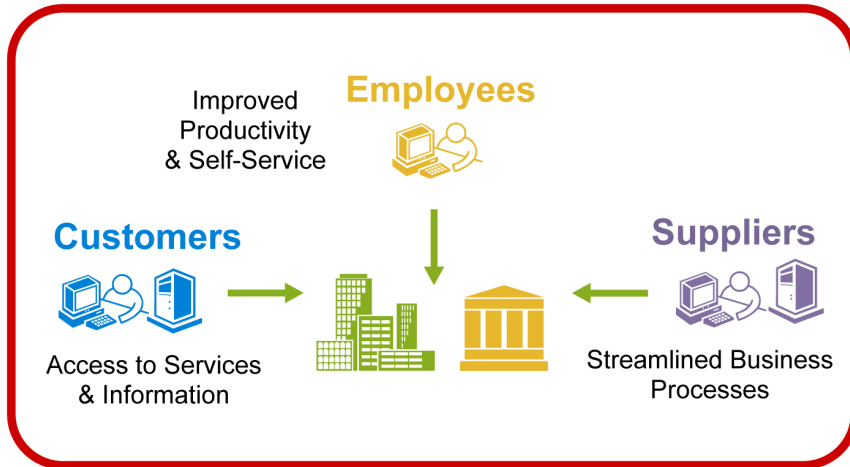 Employees
Improved
Productivity
& Self-Service
Customers
Access to Services
& Information
Suppliers
Streamlined Business
Processes